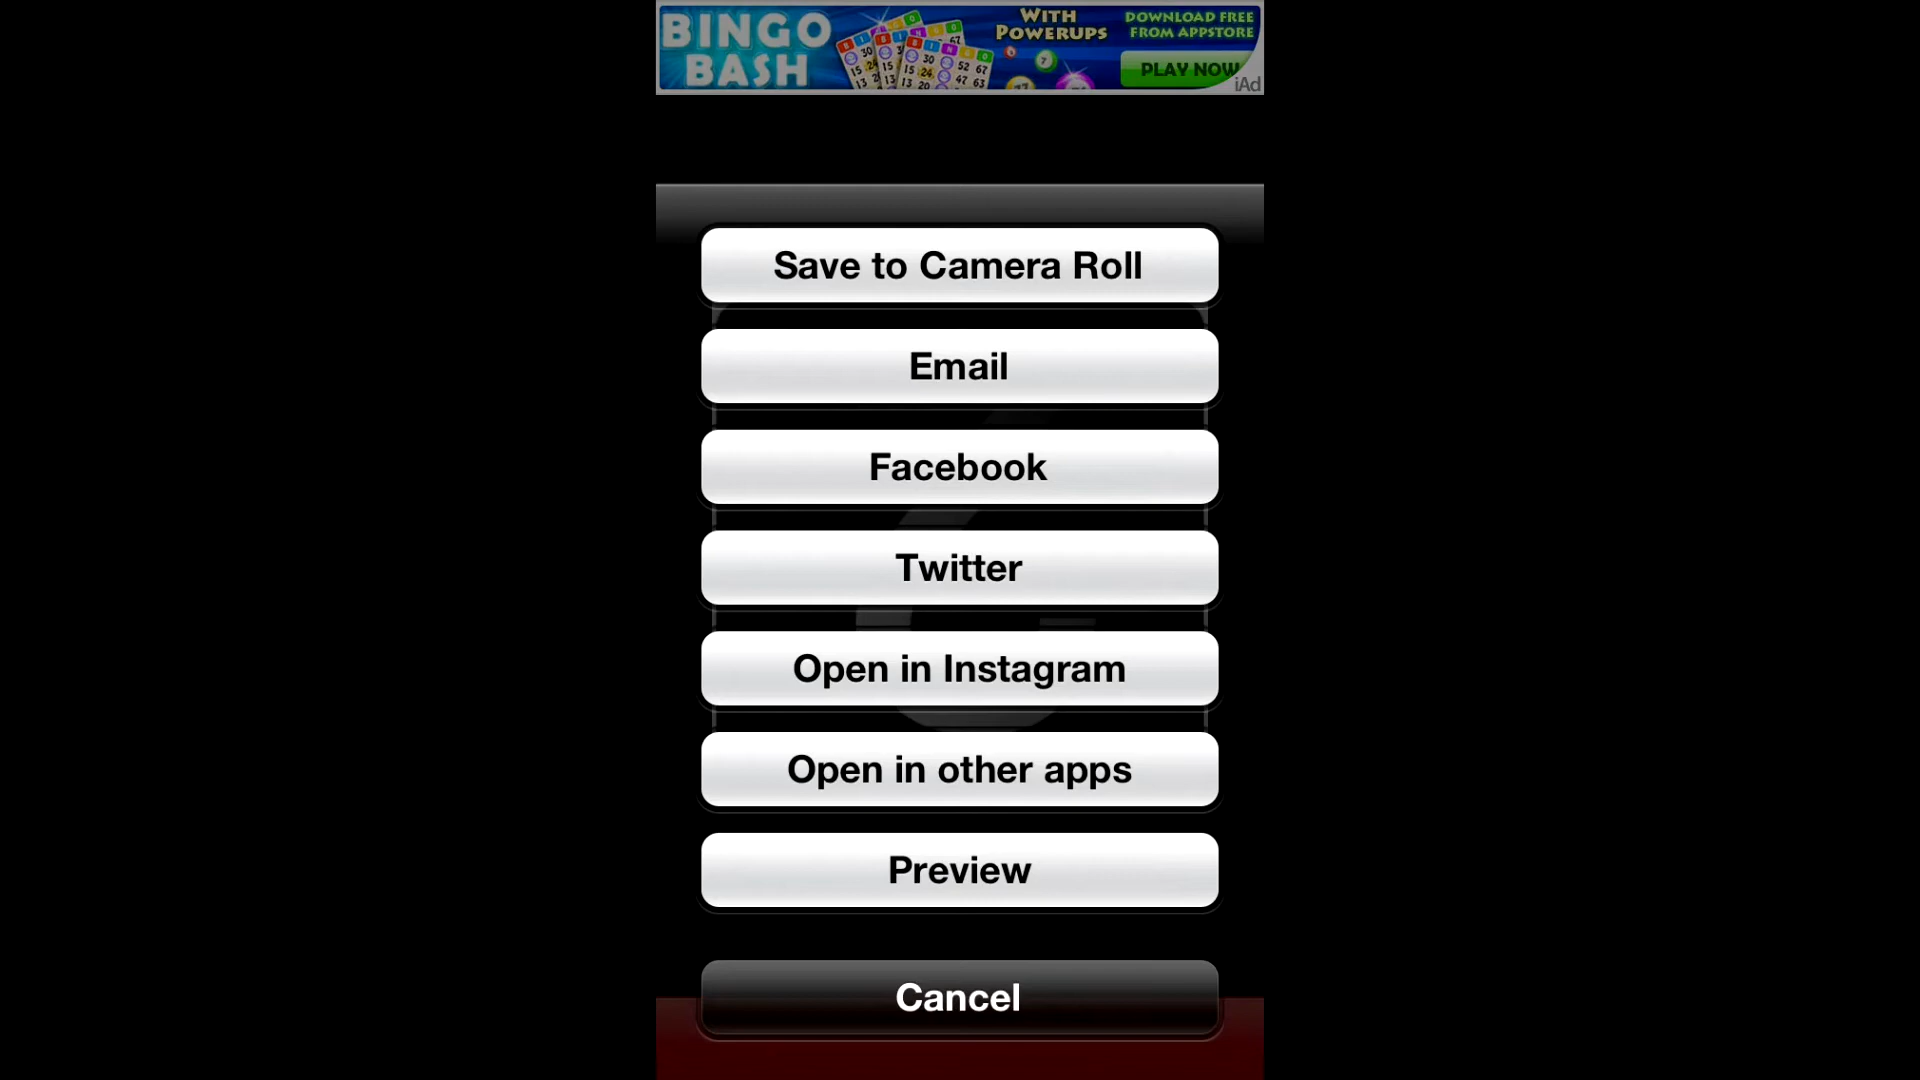 BINGO BASH
WITH POWERUPS
DOWNLOAD FREE FROM APPSTORE
PLAY NOW
iAd
Save to Camera Roll
Email
Facebook
Twitter
Open in Instagram
Open in other apps
Preview
Cancel